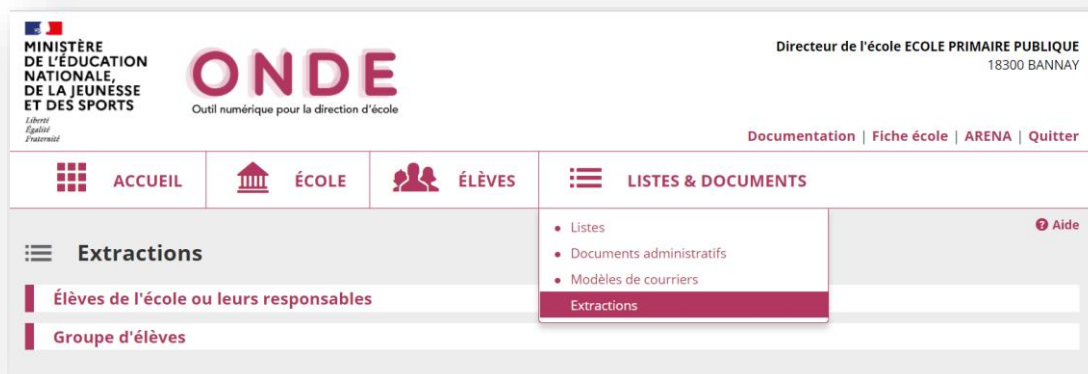 MINISTÈRE
DE L'ÉDUCATION
NATIONALE,
DE LA JEUNESSE
ET DES SPORTS
Liberté
Égalité
Fraternité
ONDE
Outil numérique pour la direction d'école
Directeur de l'école ECOLE PRIMAIRE PUBLIQUE
18300 BANNAY
Documentation | Fiche école | ARENA | Quitter
ACCUEIL ÉCOLE ÉLÈVES LISTES & DOCUMENTS
Aide
Listes
Documents administratifs
Modèles de courriers
Extractions
Extractions
Élèves de l'école ou leurs responsables
Groupe d'élèves